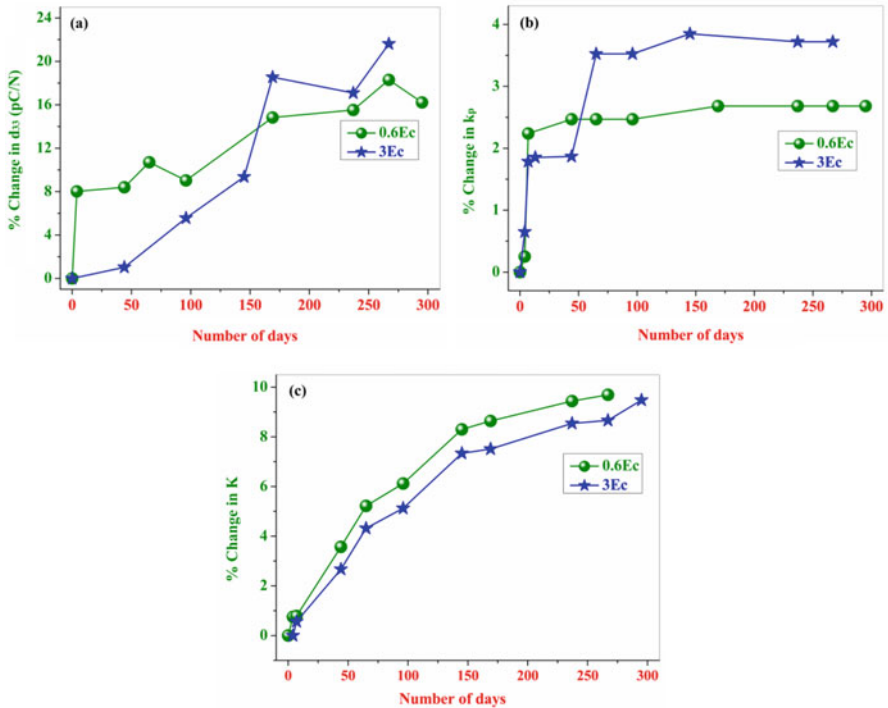 (a)
% Change in d33 (pC/N)
24
20
16
12
8
4
0
0.6Ec
3Ec
0 50 100 150 200 250 300
Number of days
(b)
% Change in kp
4
3
2
1
0
0.6Ec
3Ec
0 50 100 150 200 250 300
Number of days
(c)
% Change in K
10
8
6
4
2
0
0.6Ec
3Ec
0 50 100 150 200 250 300
Number of days